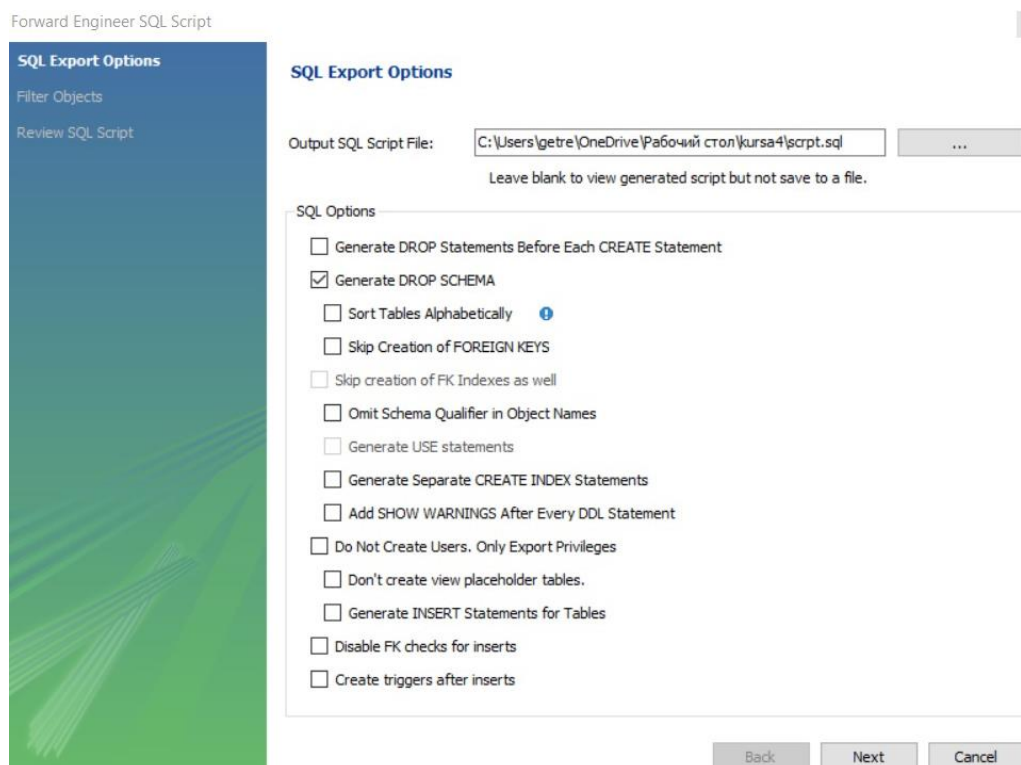 Forward Engineer SQL Script
SQL Export Options
Filter Objects
Review SQL Script
SQL Export Options
Output SQL Script File: C:\Users\getre\OneDrive\Рабочий стол\kursa4\scrpt.sql ...
Leave blank to view generated script but not save to a file.
SQL Options
Generate DROP Statements Before Each CREATE Statement
Generate DROP SCHEMA
Sort Tables Alphabetically
Skip Creation of FOREIGN KEYS
Skip creation of FK Indexes as well
Omit Schema Qualifier in Object Names
Generate USE statements
Generate Separate CREATE INDEX Statements
Add SHOW WARNINGS After Every DDL Statement
Do Not Create Users. Only Export Privileges
Don't create view placeholder tables.
Generate INSERT Statements for Tables
Disable FK checks for inserts
Create triggers after inserts
Back Next Cancel